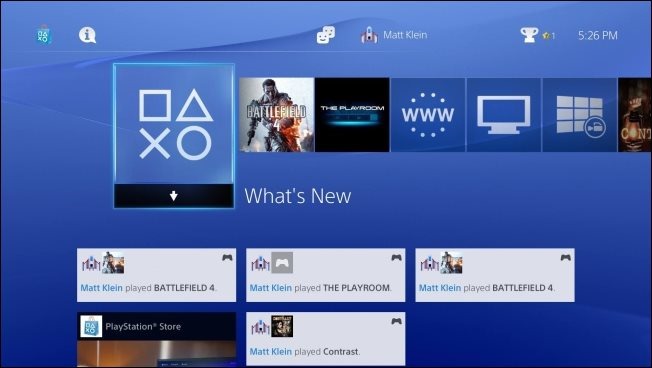 Matt Klein
1
5:26 PM
BATTLEFIELD
4
THE PLAYROOM
WWW
CONT
What's New
Matt Klein played BATTLEFIELD 4.
Matt Klein played THE PLAYROOM.
Matt Klein played BATTLEFIELD 4.
PlayStation® Store
Matt Klein played Contrast.